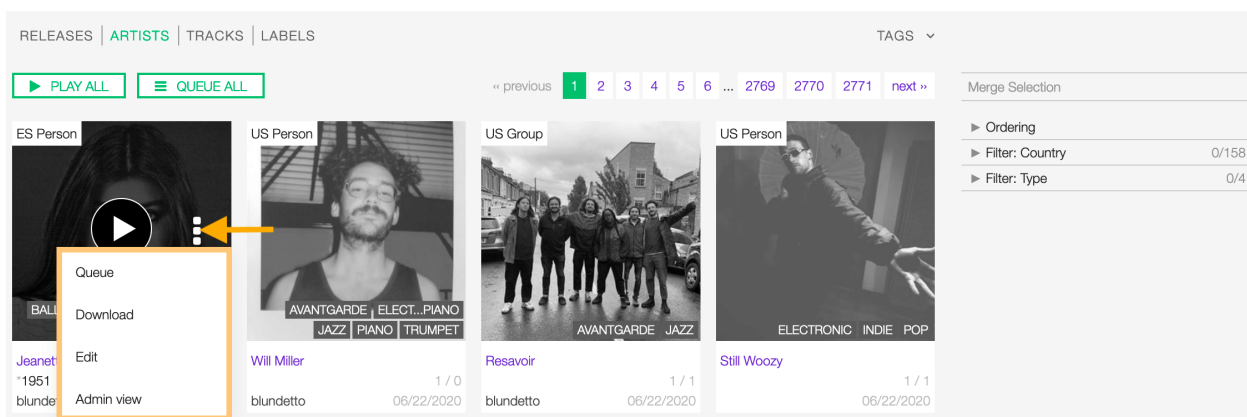 RELEASES | ARTISTS | TRACKS | LABELS
TAGS
PLAY ALL
QUEUE ALL
‹‹ previous 1 2 3 4 5 6 ... 2769 2770 2771 next ››
Merge Selection
Ordering
Filter: Country 0/158
Filter: Type 0/4
ES Person
Queue
Download
Edit
Admin view
US Person
AVANTGARDE ELECT...PIANO
JAZZ PIANO TRUMPET
Will Miller
1 / 0
blundetto 06/22/2020
US Group
AVANTGARDE JAZZ
Resavoir
1 / 1
blundetto 06/22/2020
US Person
ELECTRONIC INDIE POP
Still Woozy
1 / 1
06/22/2020
*1951